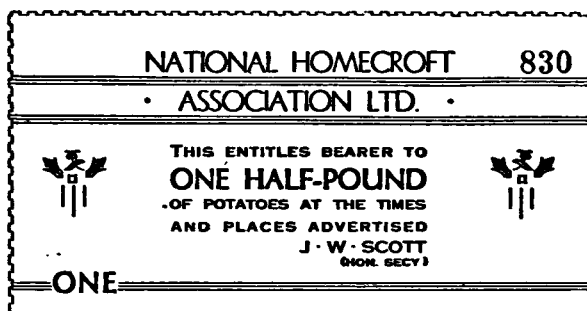 NATIONAL HOMECROFT 830
· ASSOCIATION LTD. ·
THIS ENTITLES BEARER TO
ONE HALF-POUND
OF POTATOES AT THE TIMES
AND PLACES ADVERTISED
J · W · SCOTT
(HON. SECY)
ONE